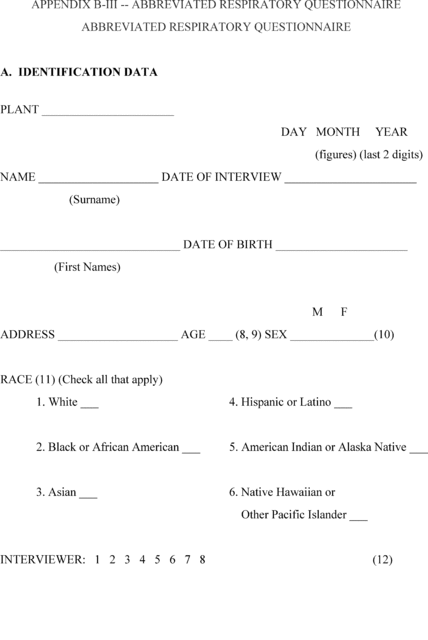 APPENDIX B-III -- ABBREVIATED RESPIRATORY QUESTIONNAIRE
ABBREVIATED RESPIRATORY QUESTIONNAIRE
A. IDENTIFICATION DATA
PLANT ______________________
DAY MONTH YEAR
(figures) (last 2 digits)
NAME ____________________ DATE OF INTERVIEW ______________________
(Surname)
______________________________ DATE OF BIRTH ______________________
(First Names)
M F
ADDRESS ____________________ AGE ____ (8, 9) SEX ______________(10)
RACE (11) (Check all that apply)
1. White ___ 4. Hispanic or Latino ___
2. Black or African American ___ 5. American Indian or Alaska Native ___
3. Asian ___ 6. Native Hawaiian or
Other Pacific Islander ___
INTERVIEWER: 1 2 3 4 5 6 7 8 (12)